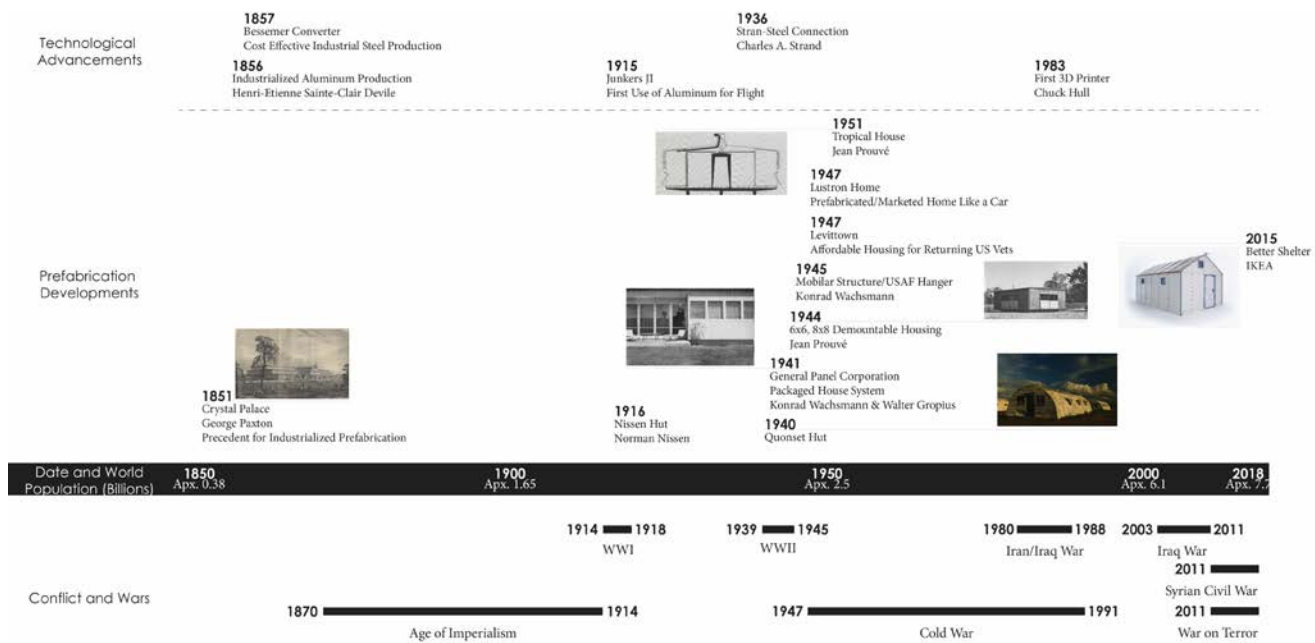 Technological
Advancements
1857
Bessemer Converter
Cost Effective Industrial Steel Production
1856
Industrialized Aluminum Production
Henri-Etienne Sainte-Clair Devile
1936
Stran-Steel Connection
Charles A. Strand
1915
Junkers JI
First Use of Aluminum for Flight
1983
First 3D Printer
Chuck Hull
Prefabrication
Developments
1951
Tropical House
Jean Prouvé
1947
Lustron Home
Prefabricated/Marketed Home Like a Car
1947
Levittown
Affordable Housing for Returning US Vets
1945
Mobilar Structure/USAF Hanger
Konrad Wachsmann
1944
6x6, 8x8 Demountable Housing
Jean Prouvé
1941
General Panel Corporation
Packaged House System
Konrad Wachsmann & Walter Gropius
1940
Quonset Hut
2015
Better Shelter
IKEA
1851
Crystal Palace
George Paxton
Precedent for Industrialized Prefabrication
1916
Nissen Hut
Norman Nissen
Date and World
Population (Billions)
1850
Apx. 0.38
1900
Apx. 1.65
1950
Apx. 2.5
2000
Apx. 6.1
2018
Apx. 7.7
Conflict and Wars
1914 1918
WWI
1939 1945
WWII
1980 1988
Iran/Iraq War
2003 2011
Iraq War
2011
Syrian Civil War
1870 1914
Age of Imperialism
1947 1991
Cold War
2011
War on Terror